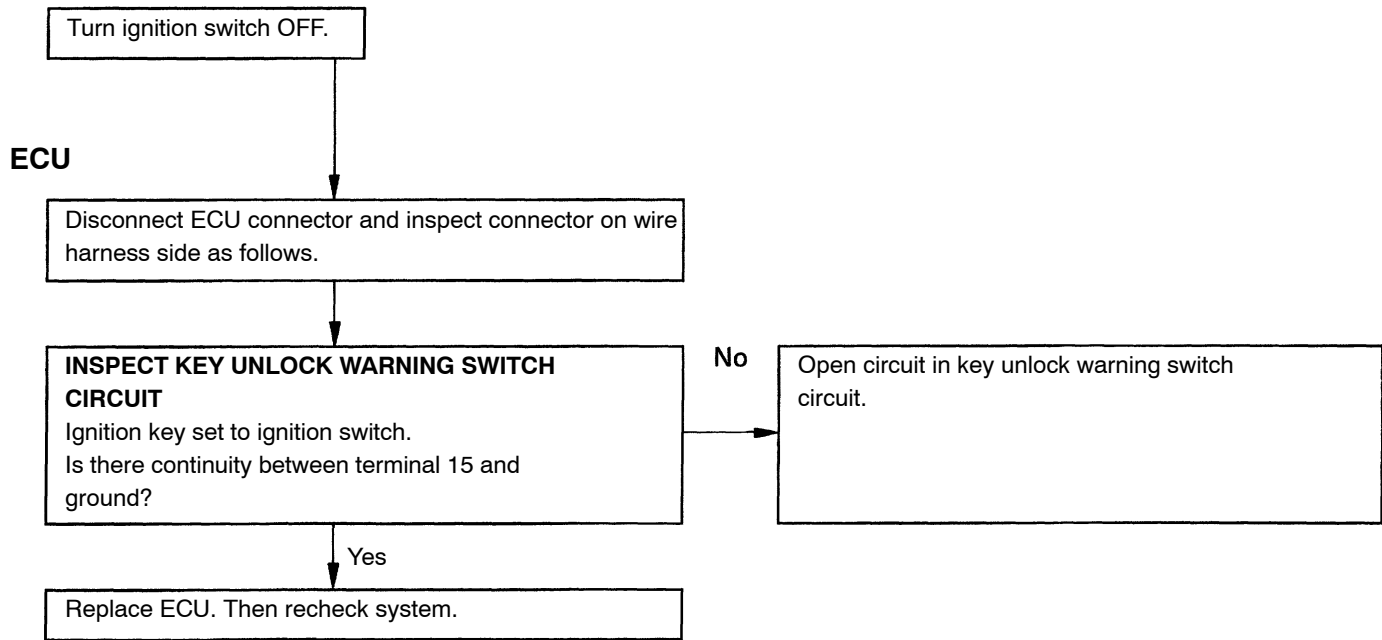 Turn ignition switch OFF.
ECU
Disconnect ECU connector and inspect connector on wire
harness side as follows.
INSPECT KEY UNLOCK WARNING SWITCH
CIRCUIT
Ignition key set to ignition switch.
Is there continuity between terminal 15 and
ground?
No
Open circuit in key unlock warning switch
circuit.
Yes
Replace ECU. Then recheck system.